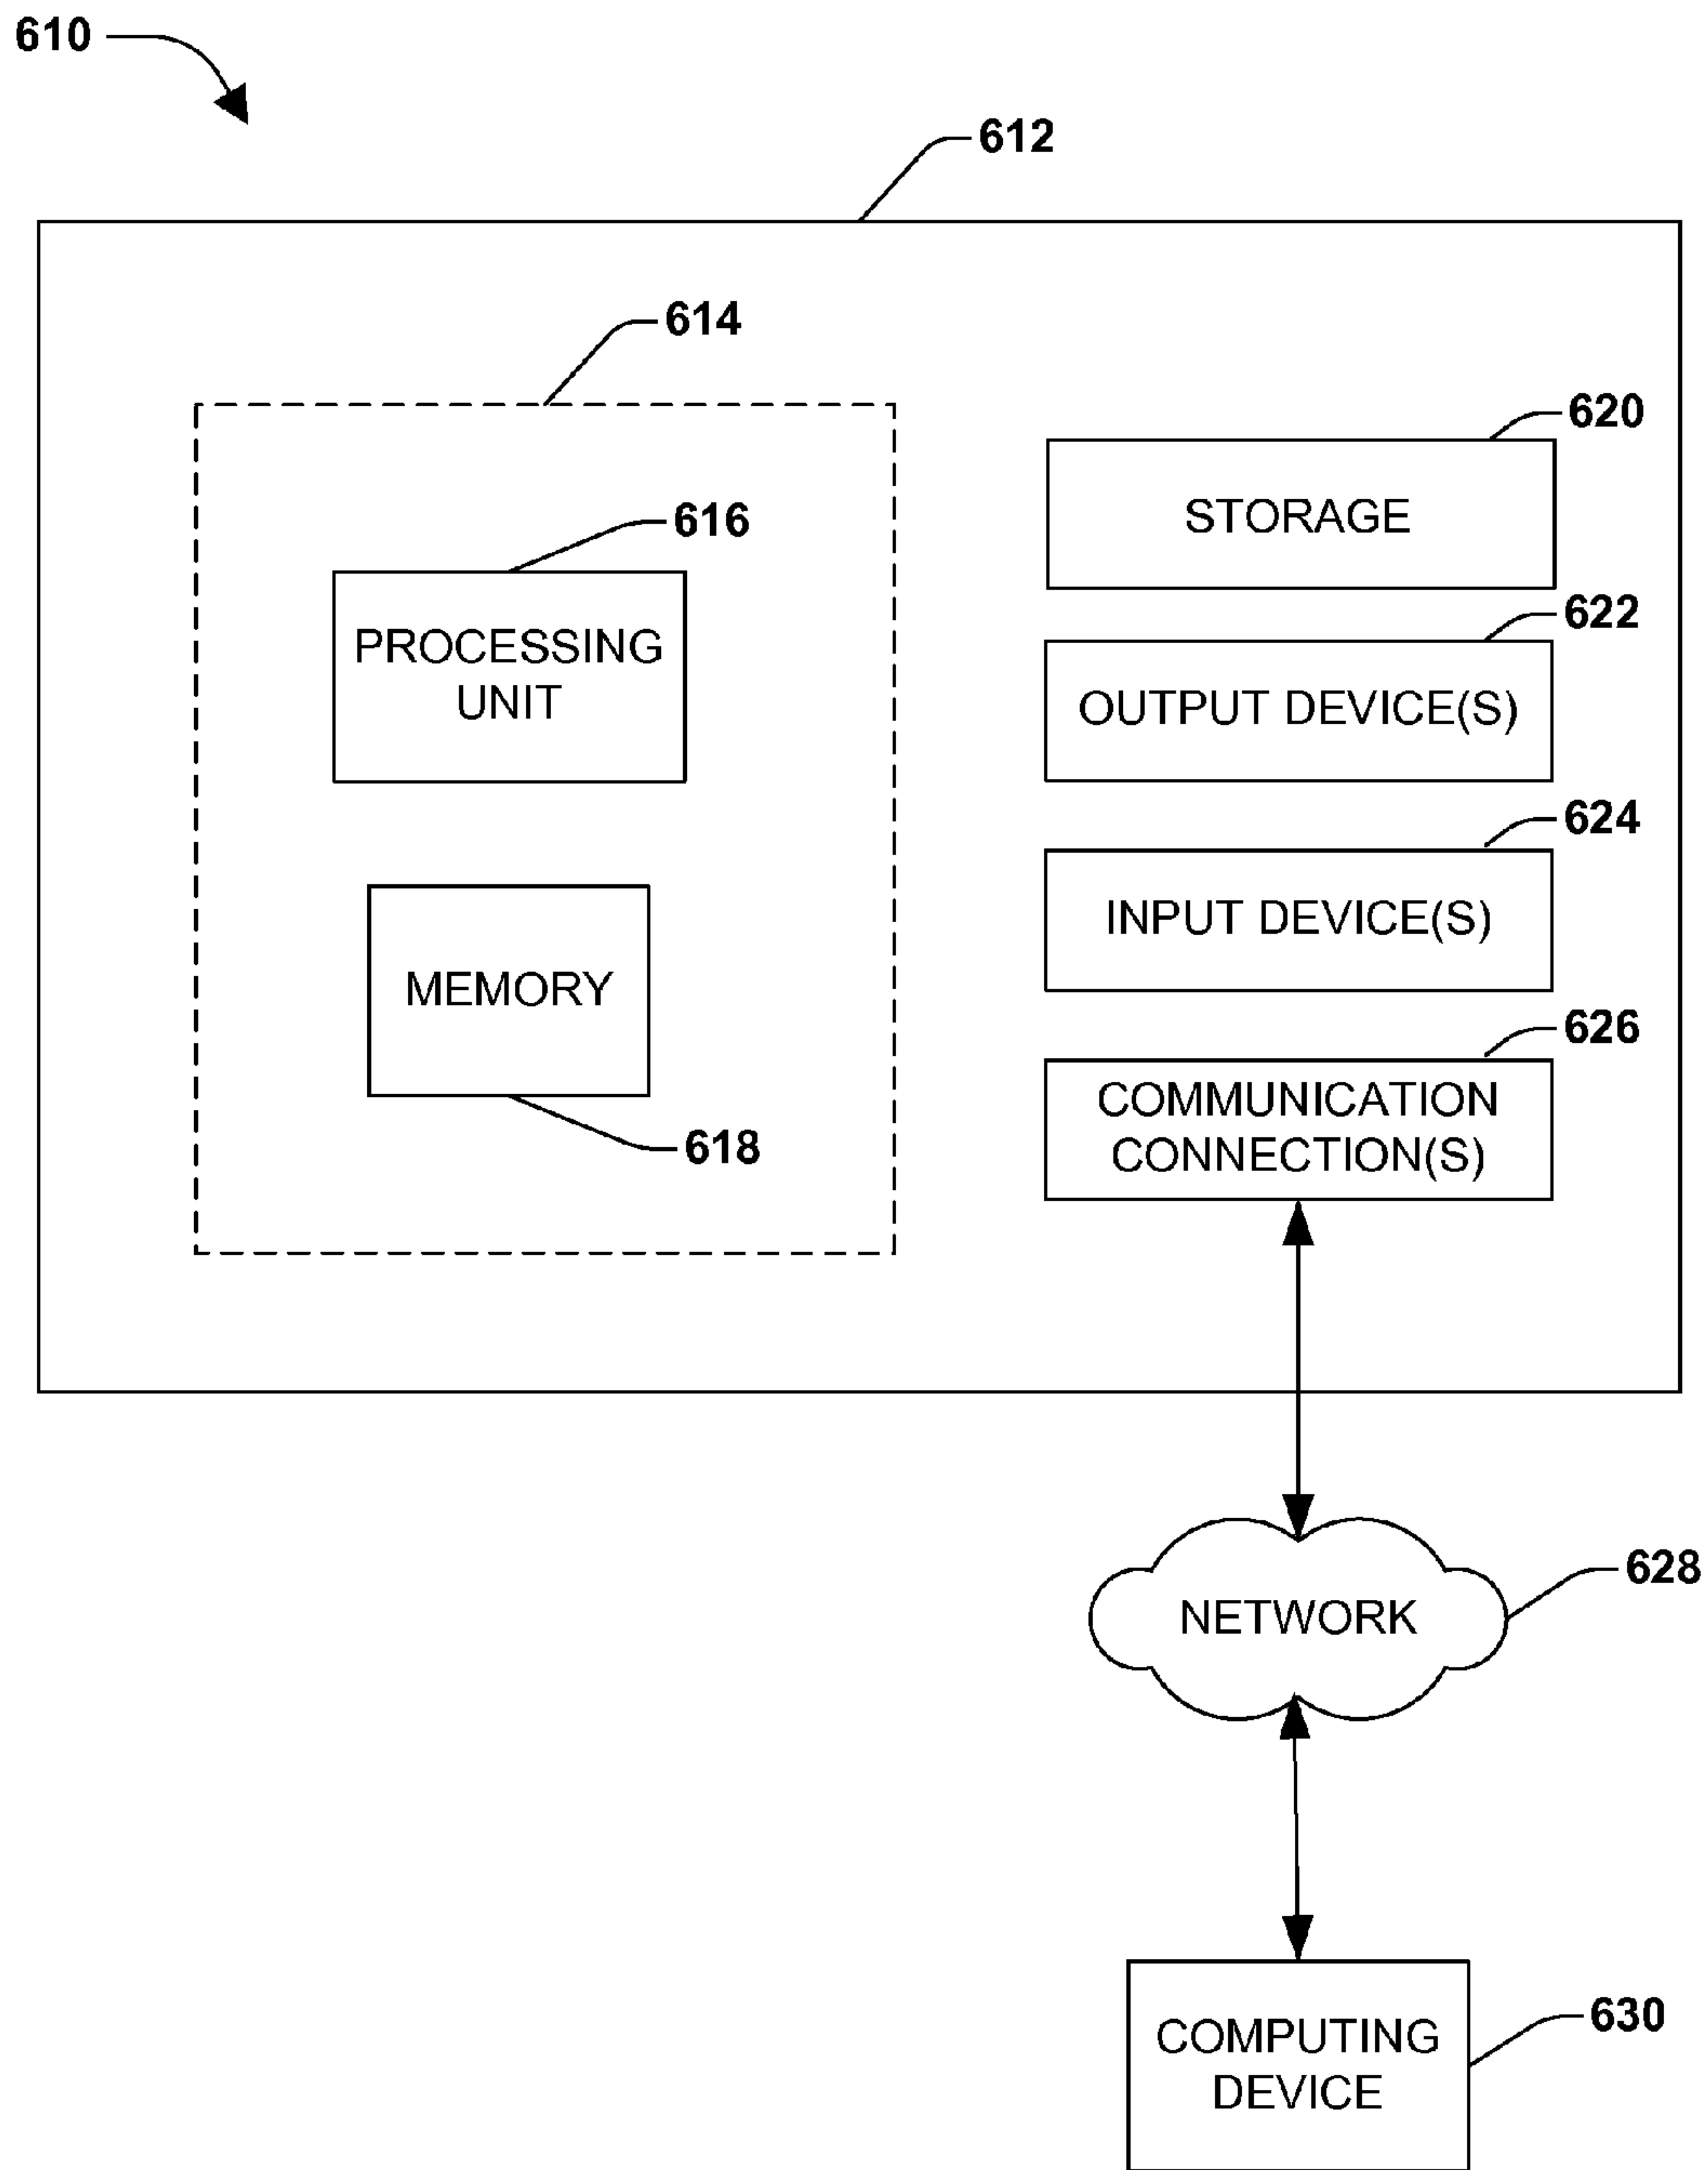 610
612
614
616
PROCESSING
UNIT
MEMORY
618
620
STORAGE
622
OUTPUT DEVICE(S)
624
INPUT DEVICE(S)
626
COMMUNICATION
CONNECTION(S)
628
NETWORK
630
COMPUTING
DEVICE